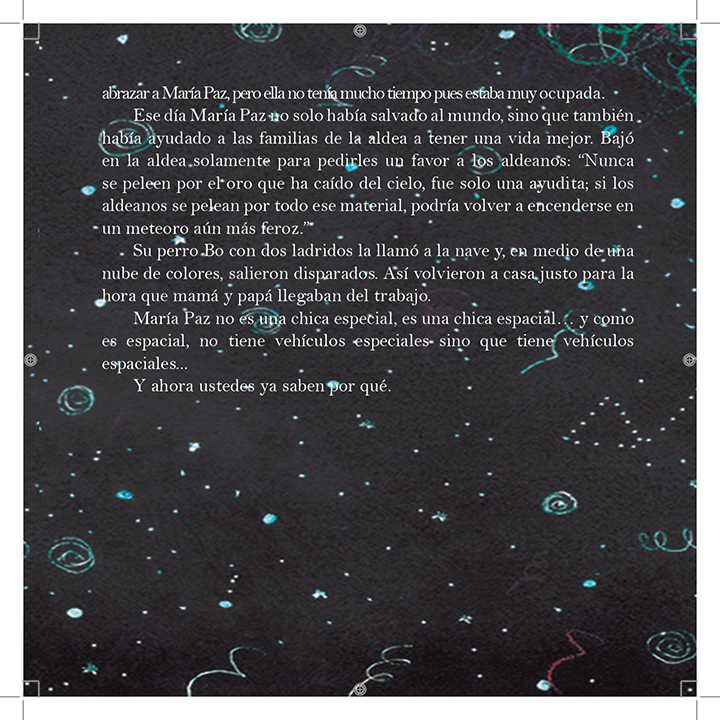 abrazar a María Paz, pero ella no tenía mucho tiempo pues estaba muy ocupada.
Ese día María Paz no solo había salvado al mundo, sino que también
había ayudado a las familias de la aldea a tener una vida mejor. Bajó
en la aldea solamente para pedirles un favor a los aldeanos: “Nunca
se peleen por el oro que ha caído del cielo, fue solo una ayudita; si los
aldeanos se pelean por todo ese material, podría volver a encenderse en
un meteoro aún más feroz.”
Su perro Bo con dos ladridos la llamó a la nave y, en medio de una
nube de colores, salieron disparados. Así volvieron a casa justo para la
hora que mamá y papá llegaban del trabajo.
María Paz no es una chica especial, es una chica espacial… y como
es espacial, no tiene vehículos especiales sino que tiene vehículos
espaciales...
Y ahora ustedes ya saben por qué.